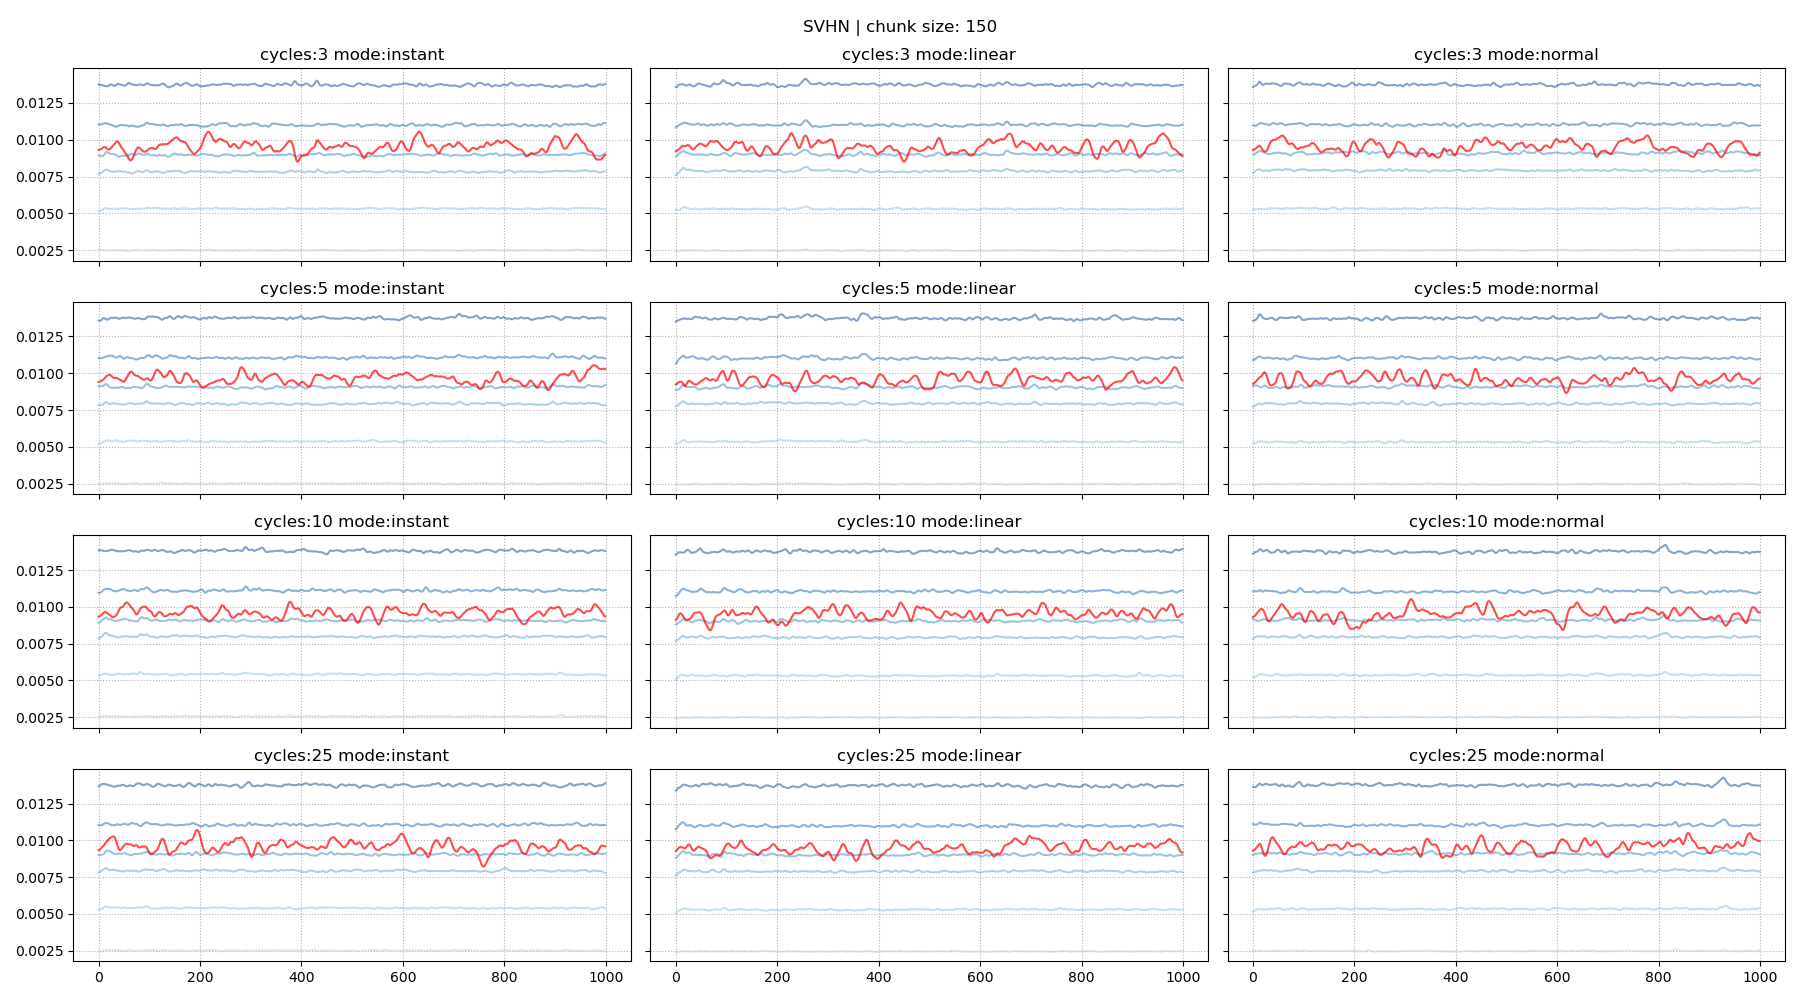 SVHN | chunk size: 150
cycles:3 mode:instant
cycles:3 mode:linear
cycles:3 mode:normal
0.0125
0.0100
0.0075
0.0050
0.0025
cycles:5 mode:instant
cycles:5 mode:linear
cycles:5 mode:normal
0.0125
0.0100
0.0075
0.0050
0.0025
cycles:10 mode:instant
cycles:10 mode:linear
cycles:10 mode:normal
0.0125
0.0100
0.0075
0.0050
0.0025
cycles:25 mode:instant
cycles:25 mode:linear
cycles:25 mode:normal
0.0125
0.0100
0.0075
0.0050
0.0025
0 200 400 600 800 1000
0 200 400 600 800 1000
0 200 400 600 800 1000